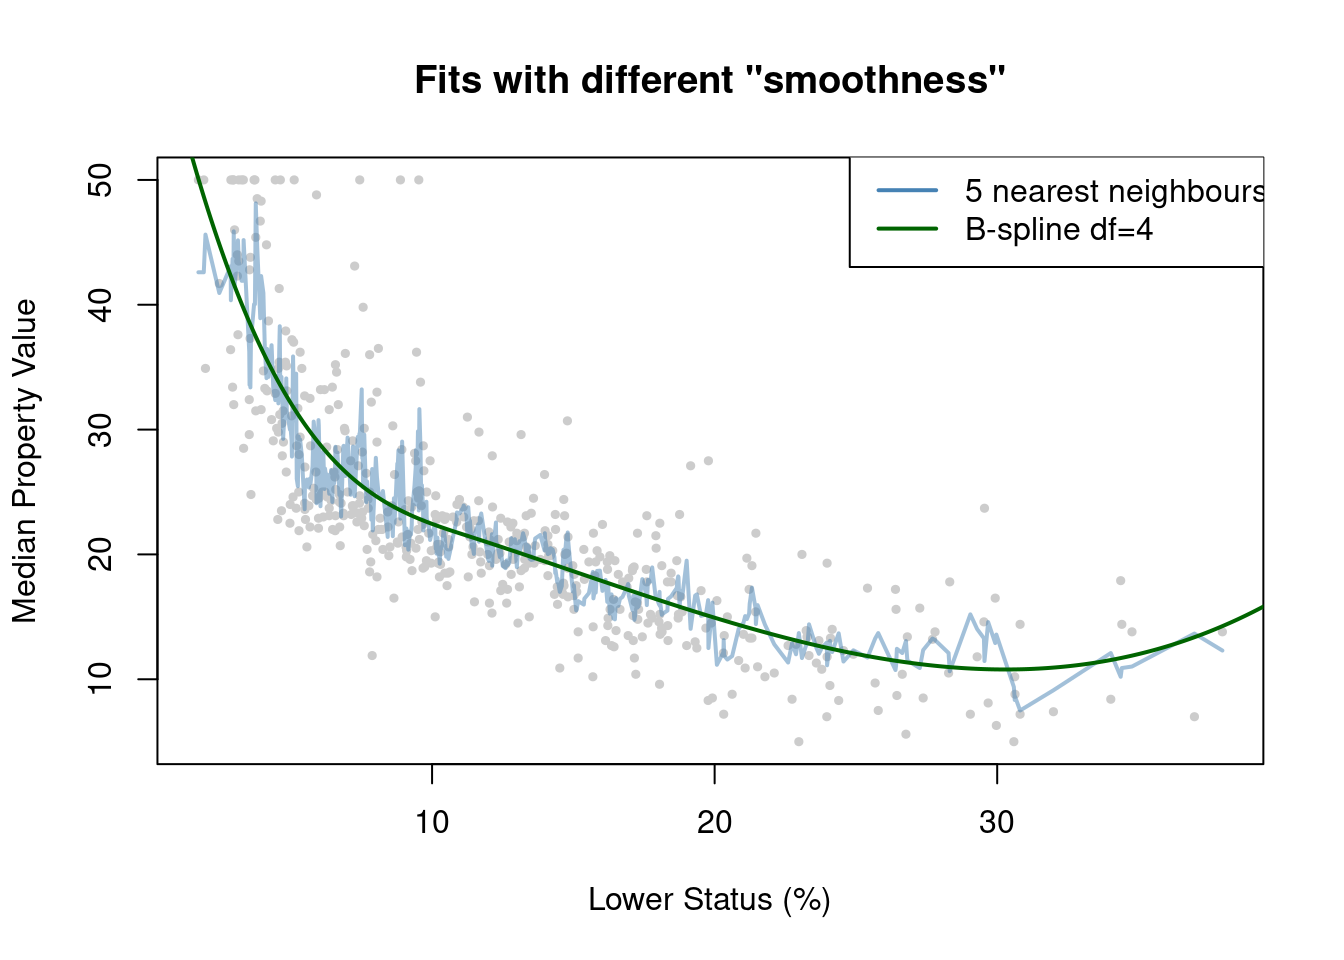 Fits with different "smoothness"
5 nearest neighbours
B-spline df=4
Median Property Value
50
40
30
20
10
10 20 30
Lower Status (%)